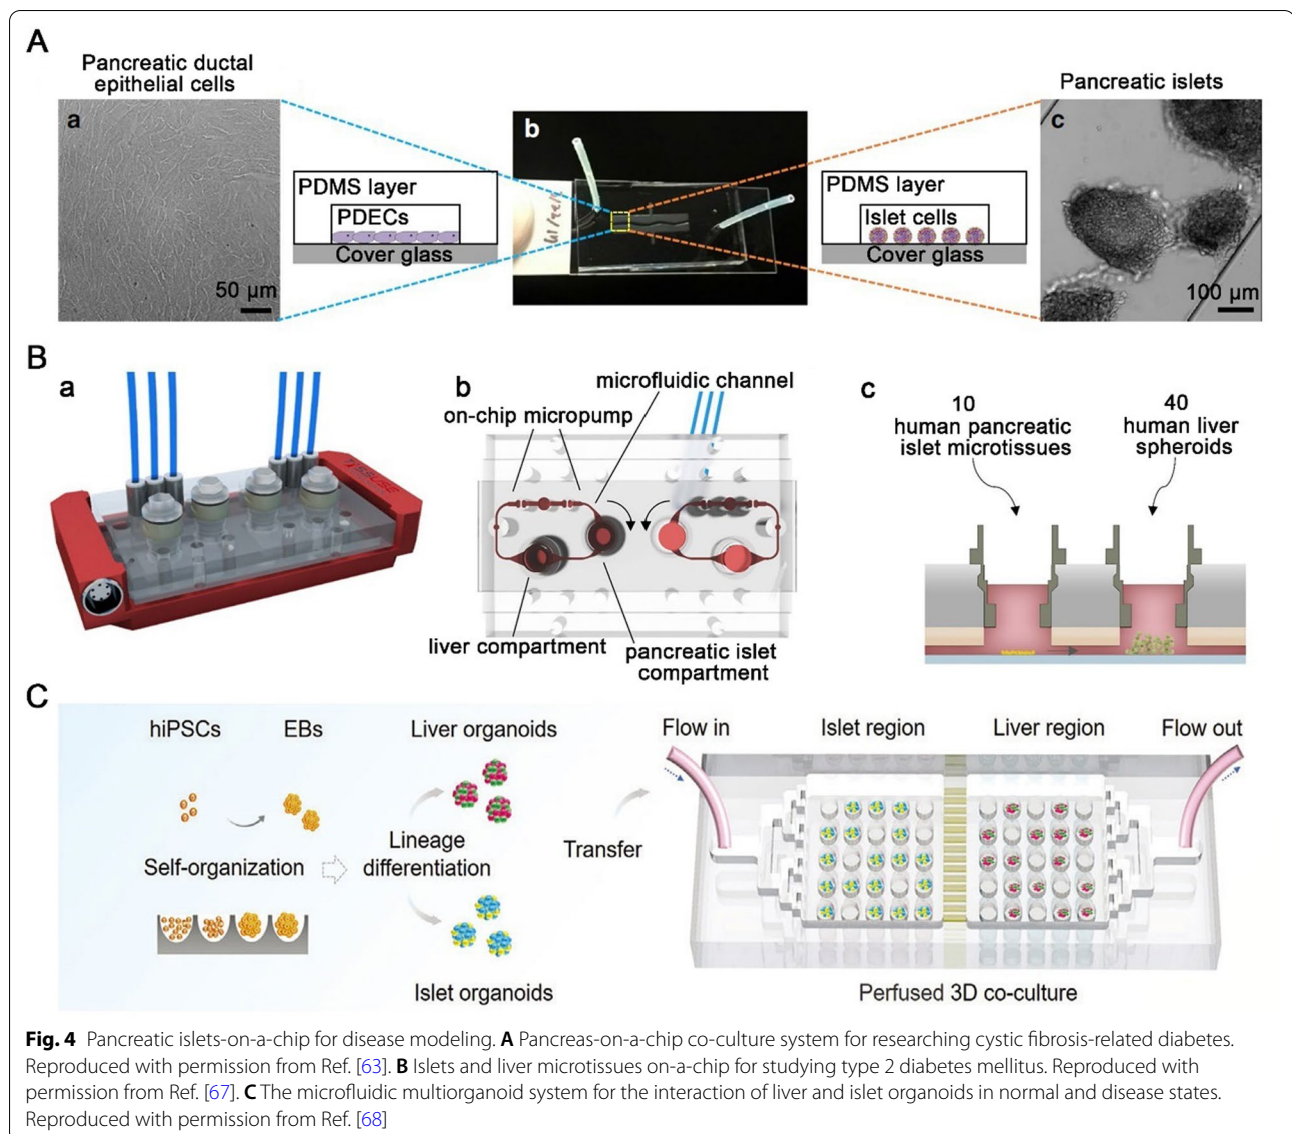 A
Pancreatic ductal
epithelial cells
Pancreatic islets
a
b
c
PDMS layer
PDECs
Cover glass
50 µm
PDMS layer
Islet cells
Cover glass
100 µm
B
a
b
microfluidic channel
on-chip micropump
liver compartment
pancreatic islet
compartment
c
10
human pancreatic
islet microtissues
40
human liver
spheroids
C
hiPSCs
EBs
Liver organoids
Self-organization
Lineage
differentiation
Islet organoids
Transfer
Flow in
Islet region
Liver region
Flow out
Perfused 3D co-culture
Fig. 4 Pancreatic islets-on-a-chip for disease modeling. A Pancreas-on-a-chip co-culture system for researching cystic fibrosis-related diabetes.
Reproduced with permission from Ref. [63]. B Islets and liver microtissues on-a-chip for studying type 2 diabetes mellitus. Reproduced with
permission from Ref. [67]. C The microfluidic multiorganoid system for the interaction of liver and islet organoids in normal and disease states.
Reproduced with permission from Ref. [68]